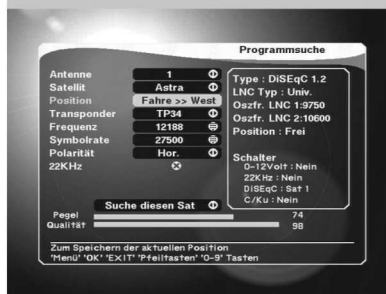 Programmsuche
Antenne 1
Satellit Astra
Position Fahre >> West
Transponder TP34
Frequenz 12188
Symbolrate 27500
Polarität Hor.
22KHz
Suche diesen Sat
Pegel 74
Qualität 98
Type : DiSEqC 1.2
LNC Typ : Univ.
Oszfr. LNC 1:9750
Oszfr. LNC 2:10600
Position : Frei
Schalter
0-12Volt : Nein
22KHz : Nein
DiSEqC : Sat 1
C/Ku : Nein
Zum Speichern der aktuellen Position
'Menü' 'OK' 'EXIT' 'Pfeiltasten' '0-9' Tasten